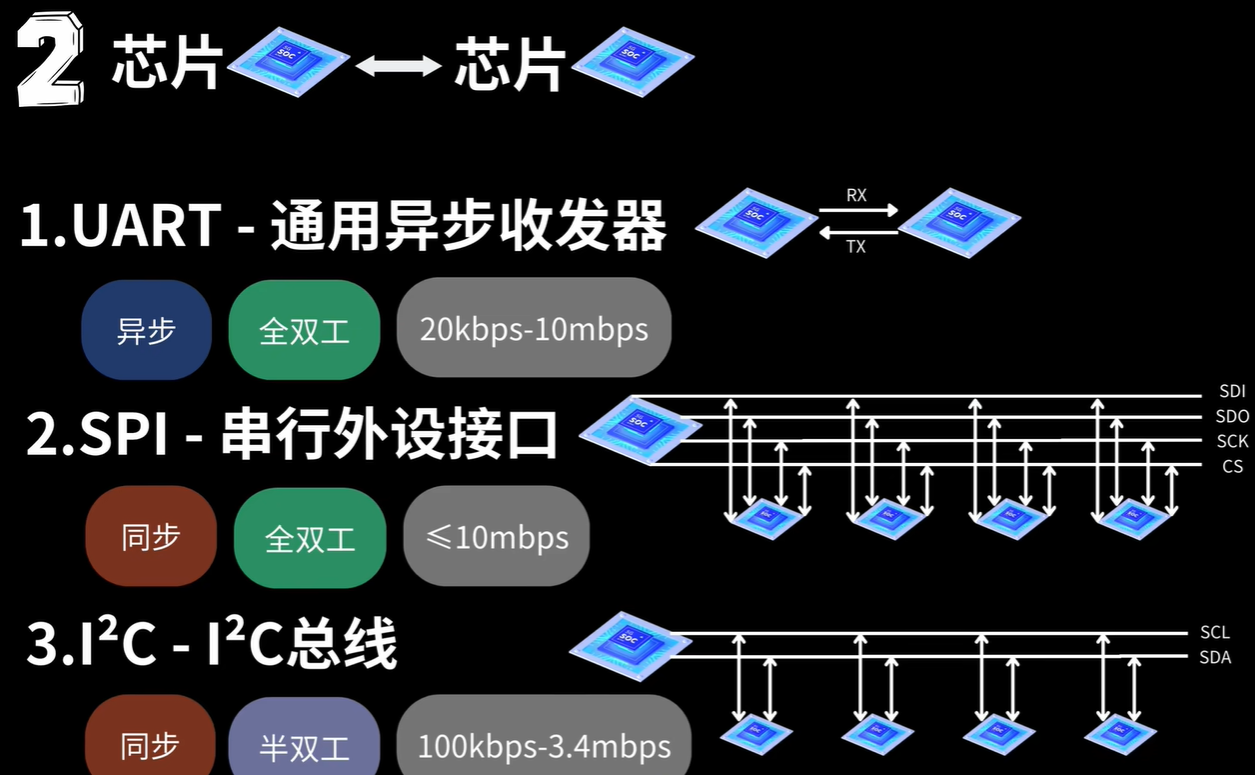 2 芯片 芯片
1.UART - 通用异步收发器
RX
TX
异步 全双工 20kbps-10mbps
2.SPI - 串行外设接口
SDI
SDO
SCK
CS
同步 全双工 ≤10mbps
3.I²C - I²C总线
SCL
SDA
同步 半双工 100kbps-3.4mbps